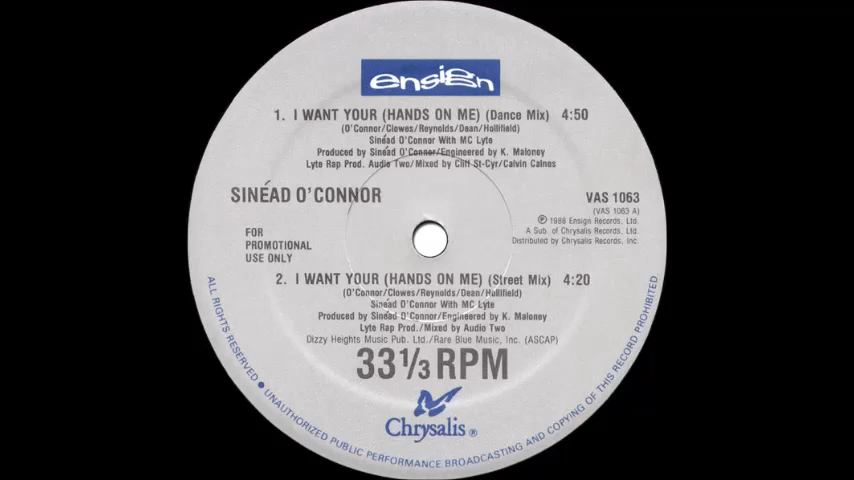 ensign
1. I WANT YOUR (HANDS ON ME) (Dance Mix) 4:50
(O'Connor/Clowes/Reynolds/Dean/Hollifield)
Sinéad O'Connor With MC Lyte
Produced by Sinéad O'Connor/Engineered by K. Maloney
Lyte Rap Prod. Audio Two/Mixed by Cliff St-Cyr/Calvin Caines
SINÉAD O'CONNOR
VAS 1063
(VAS 1063 A)
℗ 1988 Ensign Records, Ltd.
A Sub. of Chrysalis Records, Ltd.
Distributed by Chrysalis Records, Inc.
FOR
PROMOTIONAL
USE ONLY
2. I WANT YOUR (HANDS ON ME) (Street Mix) 4:20
(O'Connor/Clowes/Reynolds/Dean/Hollifield)
Sinéad O'Connor With MC Lyte
Produced by Sinéad O'Connor/Engineered by K. Maloney
Lyte Rap Prod./Mixed by Audio Two
Dizzy Heights Music Pub. Ltd./Rare Blue Music, Inc. (ASCAP)
33 1/3 RPM
Chrysalis ®
ALL RIGHTS RESERVED ● UNAUTHORIZED PUBLIC PERFORMANCE BROADCASTING AND COPYING OF THIS RECORD PROHIBITED